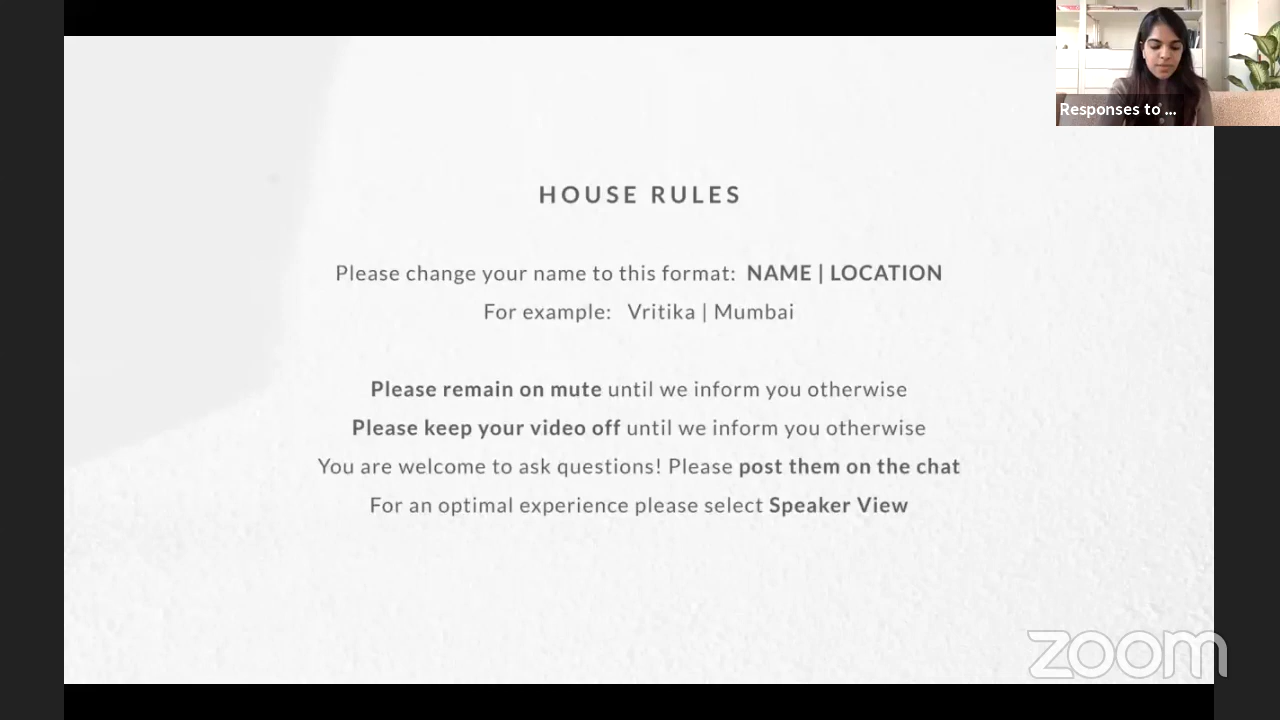 Responses to ...
HOUSE RULES
Please change your name to this format: NAME | LOCATION
For example: Vritika | Mumbai
Please remain on mute until we inform you otherwise
Please keep your video off until we inform you otherwise
You are welcome to ask questions! Please post them on the chat
For an optimal experience please select Speaker View
zoom